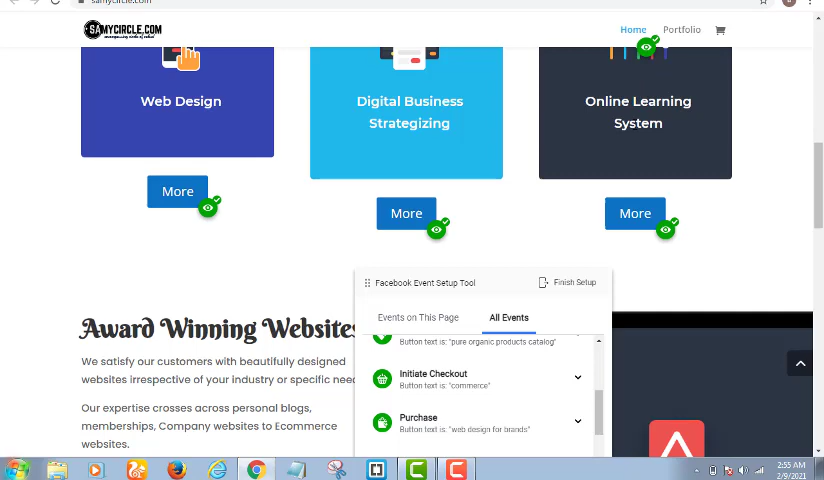 samycircle.com
SAMYCIRCLE.COM
Home
Portfolio
Web Design
Digital Business
Strategizing
Online Learning
System
More
More
More
Facebook Event Setup Tool
Finish Setup
Events on This Page
All Events
Button text is: "pure organic products catalog"
Initiate Checkout
Button text is: "commerce"
Purchase
Button text is: "web design for brands"
Award Winning Websites
We satisfy our customers with beautifully designed
websites irrespective of your industry or specific need
Our expertise crosses across personal blogs,
memberships, Company websites to Ecommerce
websites.
2:55 AM
2/9/2021